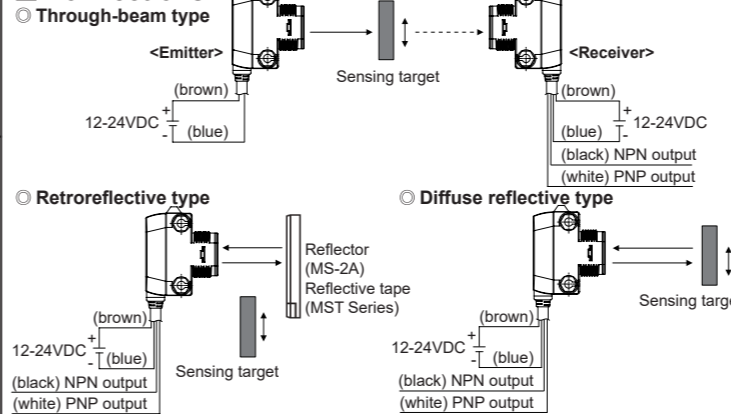 ◎ Through-beam type
<Emitter>
<Receiver>
Sensing target
(brown)
+
12-24VDC
-
(blue)
(brown)
+
12-24VDC
(blue)
-
(black) NPN output
(white) PNP output
◎ Retroreflective type
Reflector
(MS-2A)
Reflective tape
(MST Series)
(brown)
+
12-24VDC
-
(blue)
Sensing target
(black) NPN output
(white) PNP output
◎ Diffuse reflective type
Sensing targe
(brown)
+
12-24VDC
-
(blue)
(black) NPN output
(white) PNP output